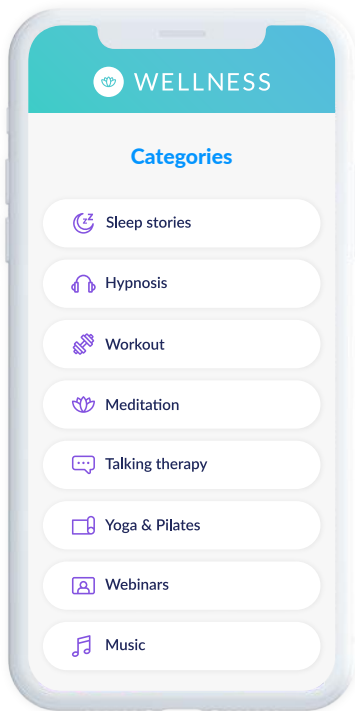 WELLNESS
Categories
Sleep stories
Hypnosis
Workout
Meditation
Talking therapy
Yoga & Pilates
Webinars
Music